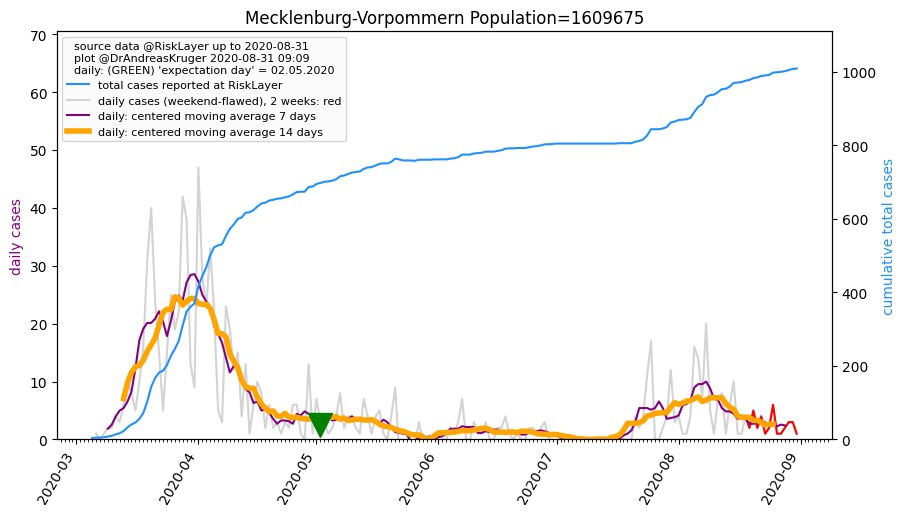 Mecklenburg-Vorpommern Population=1609675
source data @RiskLayer up to 2020-08-31
plot @DrAndreasKruger 2020-08-31 09:09
daily: (GREEN) 'expectation day' = 02.05.2020
total cases reported at RiskLayer
daily cases (weekend-flawed), 2 weeks: red
daily: centered moving average 7 days
daily: centered moving average 14 days
daily cases
70
60
50
40
30
20
10
0
cumulative total cases
1000
800
600
400
200
0
2020-03
2020-04
2020-05
2020-06
2020-07
2020-08
2020-09